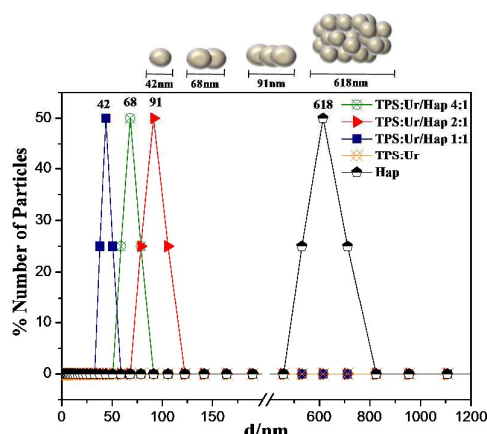 42nm 68nm 91nm 618nm
42 68 91 618
TPS:Ur/Hap 4:1
TPS:Ur/Hap 2:1
TPS:Ur/Hap 1:1
TPS:Ur
Hap
% Number of Particles
50
40
30
20
10
0
0 50 100 150 600 800 1000 1200
d/nm